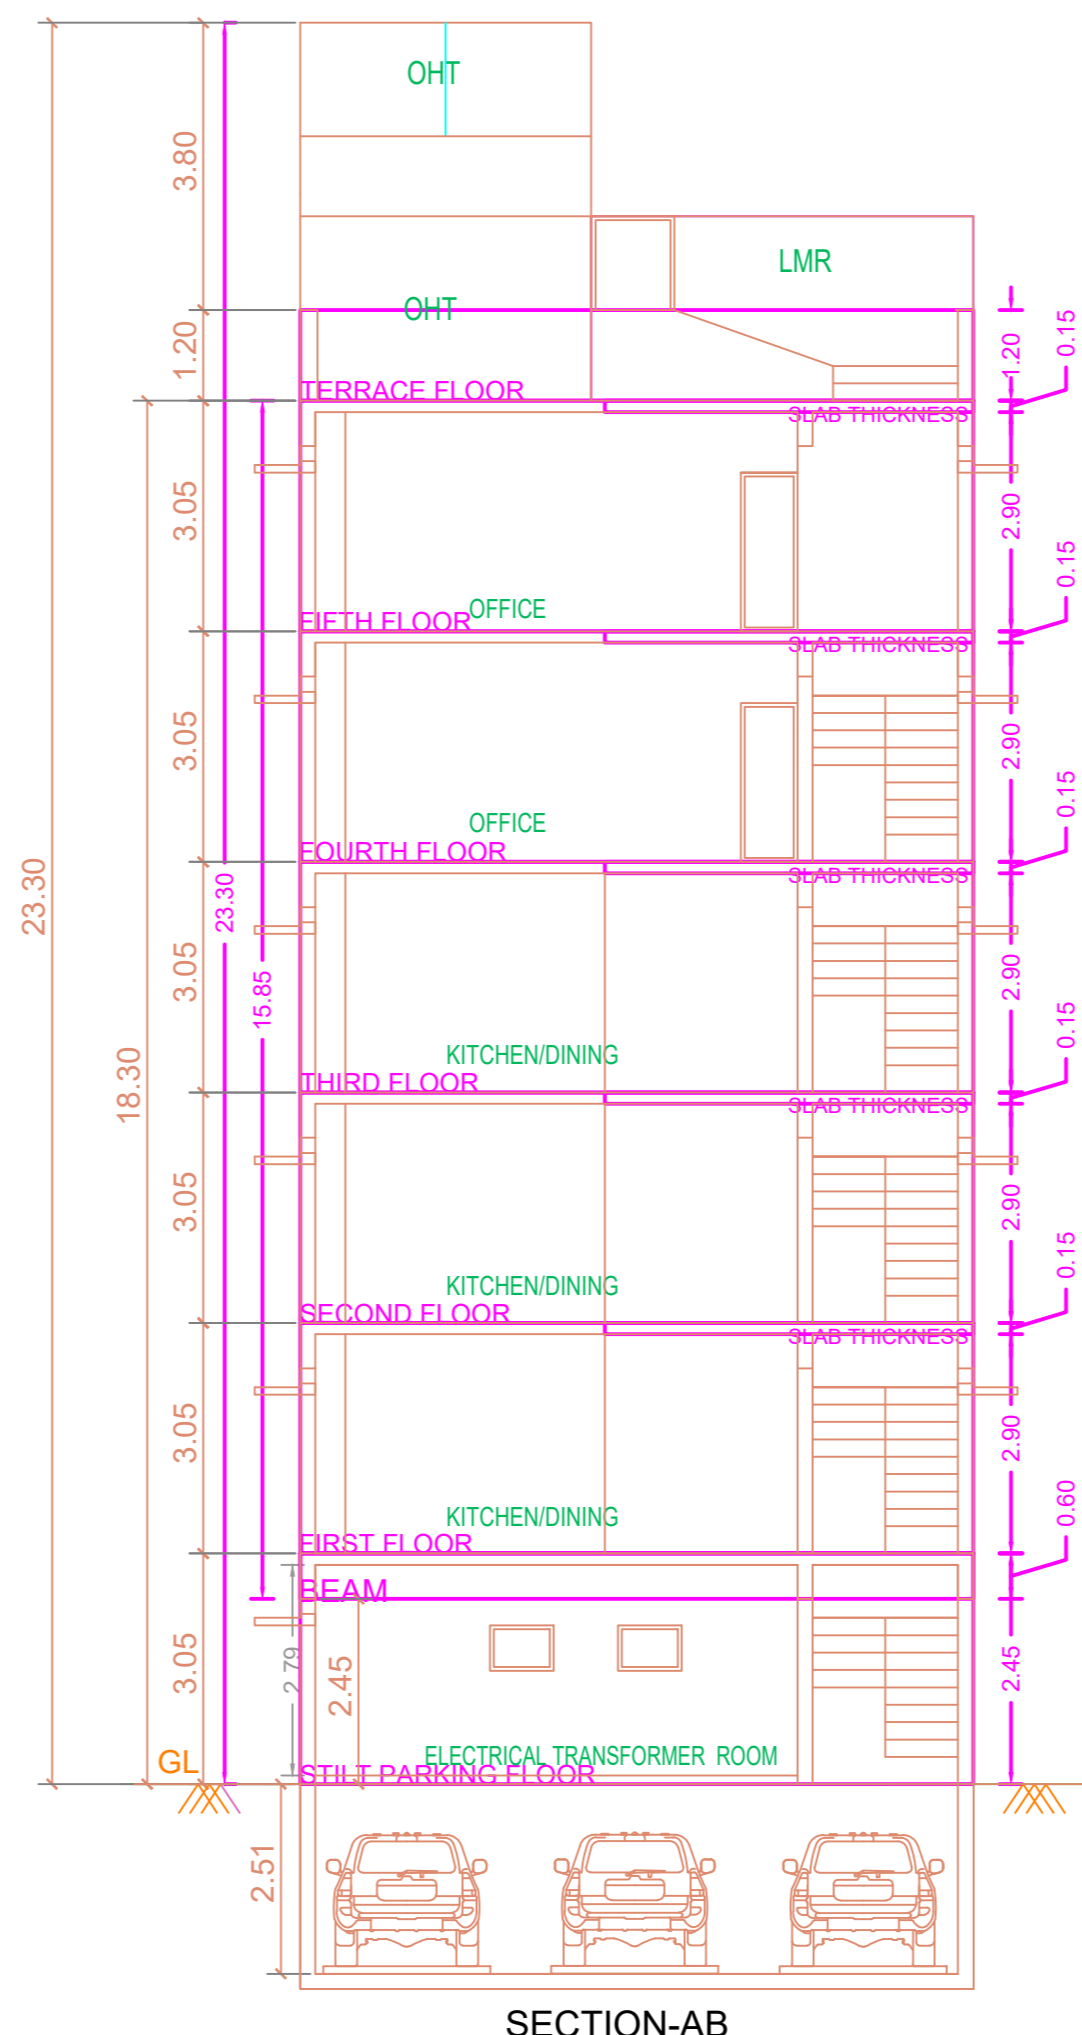 OHT
3.80
LMR
OHT
1.20
1.20
0.15
TERRACE FLOOR
SLAB THICKNESS
3.05
2.90
0.15
OFFICE
FIFTH FLOOR
SLAB THICKNESS
3.05
2.90
0.15
OFFICE
FOURTH FLOOR
SLAB THICKNESS
23.30
23.30
15.85
3.05
2.90
0.15
KITCHEN/DINING
18.30
THIRD FLOOR
SLAB THICKNESS
3.05
2.90
0.15
KITCHEN/DINING
SECOND FLOOR
SLAB THICKNESS
3.05
2.90
0.60
KITCHEN/DINING
FIRST FLOOR
BEAM
3.05
2.79
2.45
2.45
GL
ELECTRICAL TRANSFORMER ROOM
STILT PARKING FLOOR
2.51
SECTION-AB